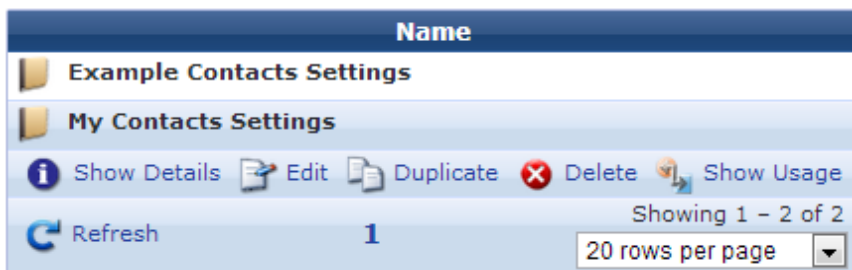 Name
Example Contacts Settings
My Contacts Settings
Show Details Edit Duplicate Delete Show Usage
Showing 1 – 2 of 2
Refresh 1
20 rows per page